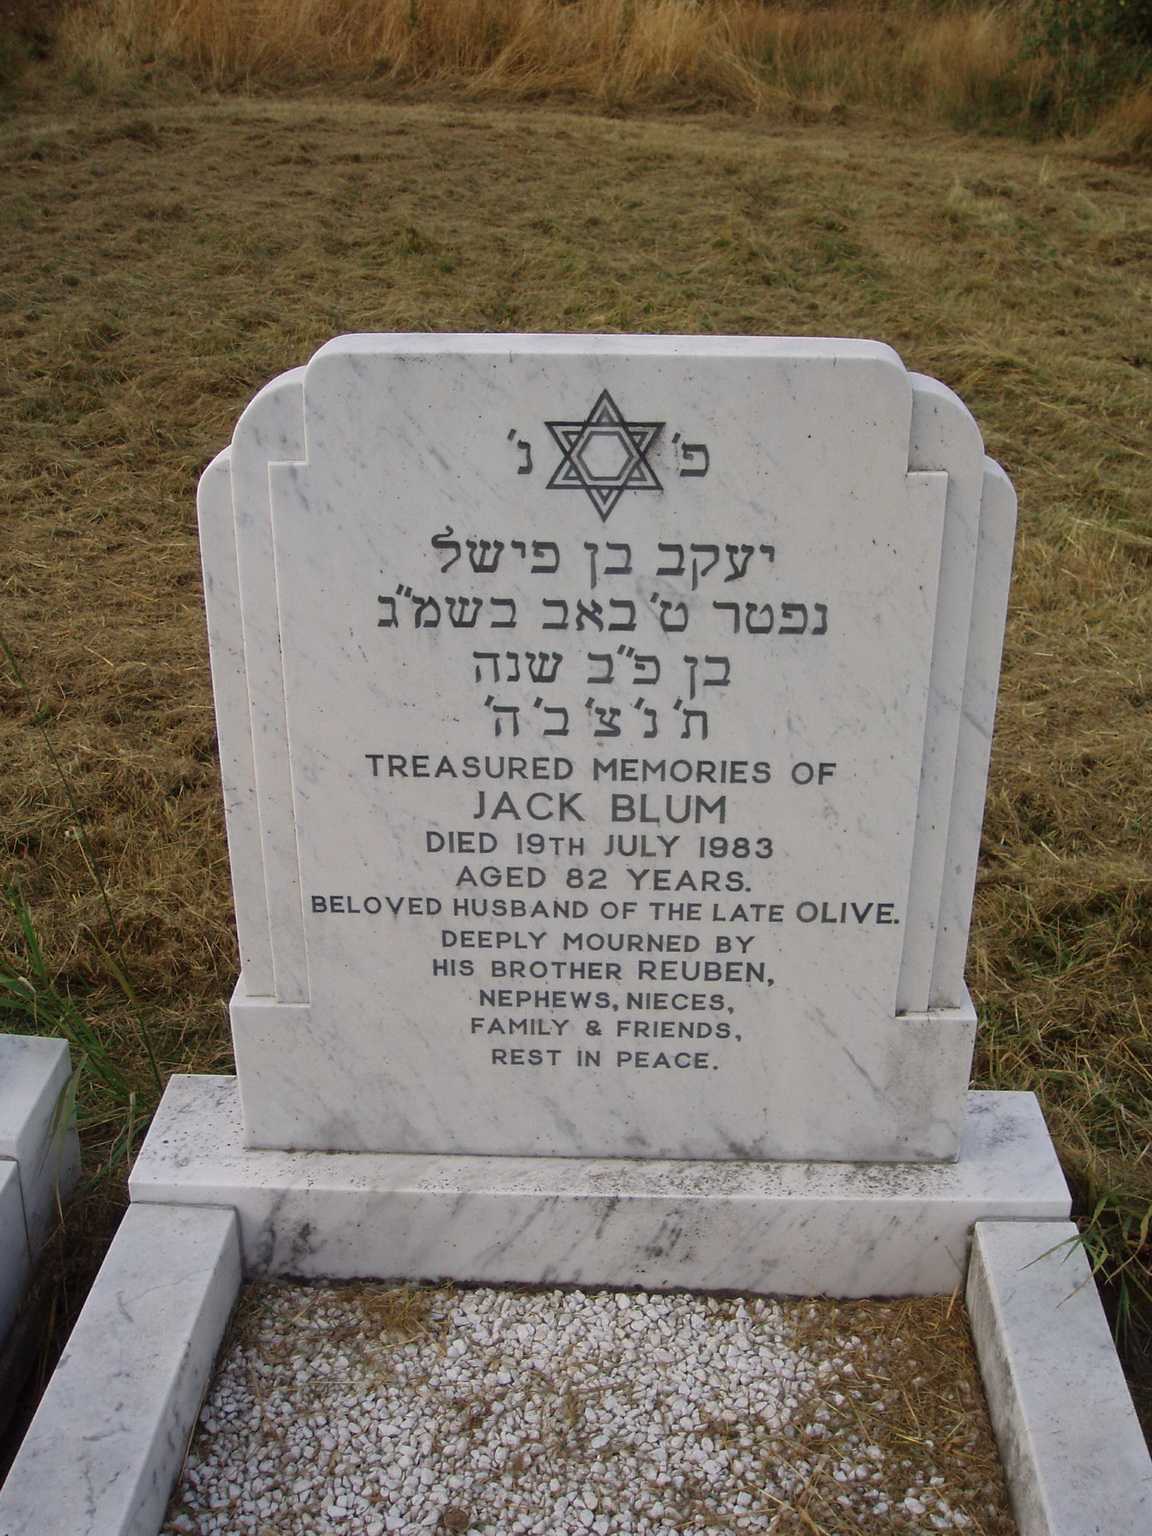 פ' נ'
יעקב בן פישל
נפטר ט' באב בשמ"ג
בן פ"ב שנה
ת' נ' צ' ב' ה'
TREASURED MEMORIES OF
JACK BLUM
DIED 19TH JULY 1983
AGED 82 YEARS.
BELOVED HUSBAND OF THE LATE OLIVE.
DEEPLY MOURNED BY
HIS BROTHER REUBEN,
NEPHEWS, NIECES,
FAMILY & FRIENDS,
REST IN PEACE.